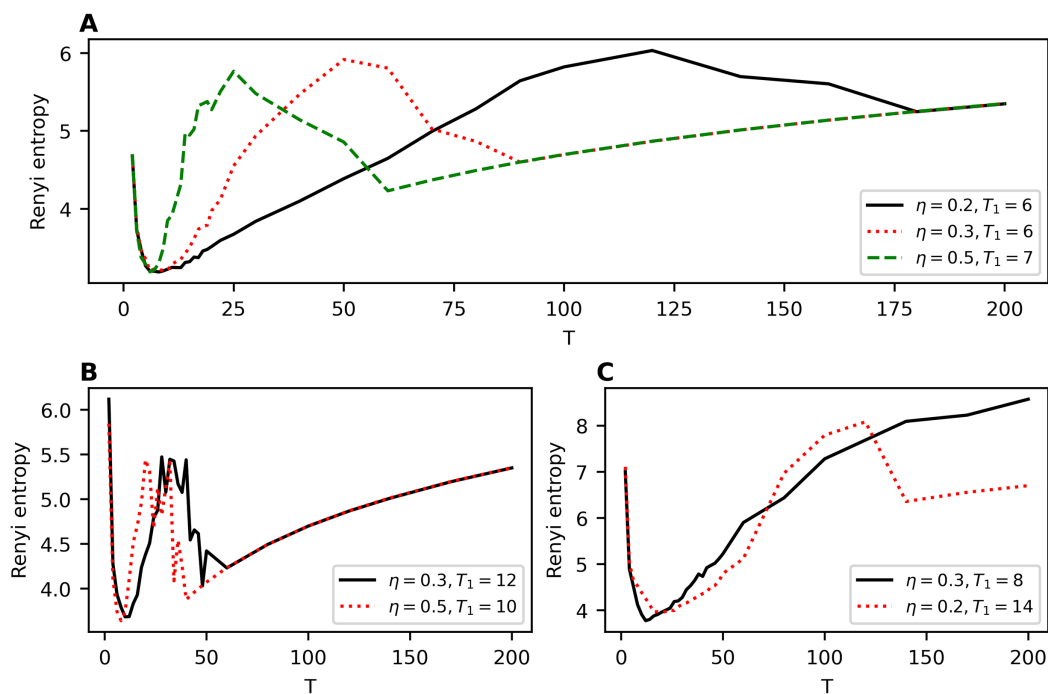 A
Renyi entropy
6
5
4
η = 0.2, T₁ = 6
η = 0.3, T₁ = 6
η = 0.5, T₁ = 7
0 25 50 75 100 125 150 175 200
T
B
Renyi entropy
6.0
5.5
5.0
4.5
4.0
η = 0.3, T₁ = 12
η = 0.5, T₁ = 10
0 50 100 150 200
T
C
Renyi entropy
8
7
6
5
4
η = 0.3, T₁ = 8
η = 0.2, T₁ = 14
0 50 100 150 200
T